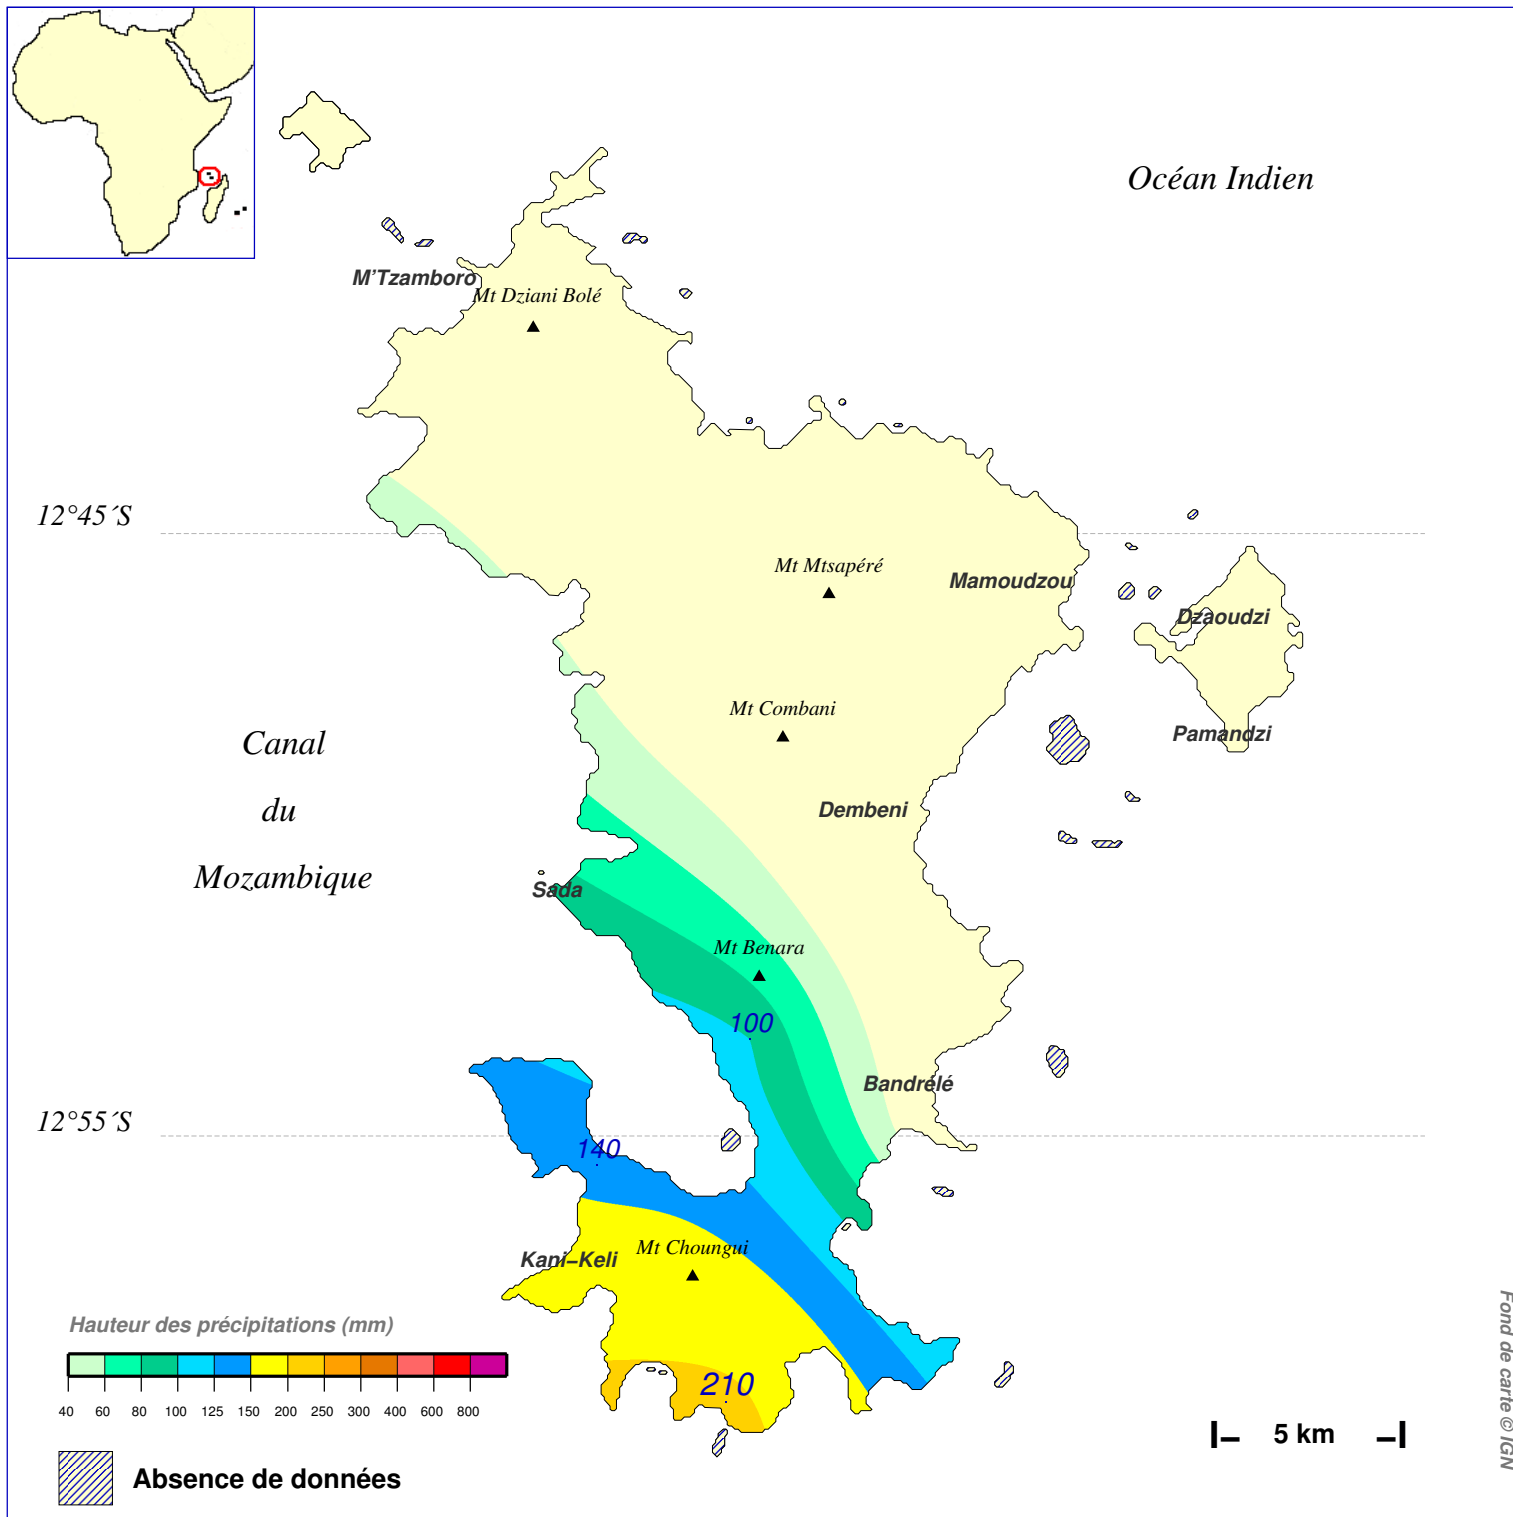 Océan Indien
M'Tzamboro
Mt Dziani Bolé
12°45´S
Mt Mtsapéré
Mamoudzou
Dzaoudzi
Mt Combani
Pamandzi
Canal
du
Mozambique
Dembeni
Sada
Mt Benara
100
Bandrélé
12°55´S
140
Kani-Keli
Mt Choungui
210
Hauteur des précipitations (mm)
40 60 80 100 125 150 200 250 300 400 600 800
Absence de données
5 km
Fond de carte © IGN